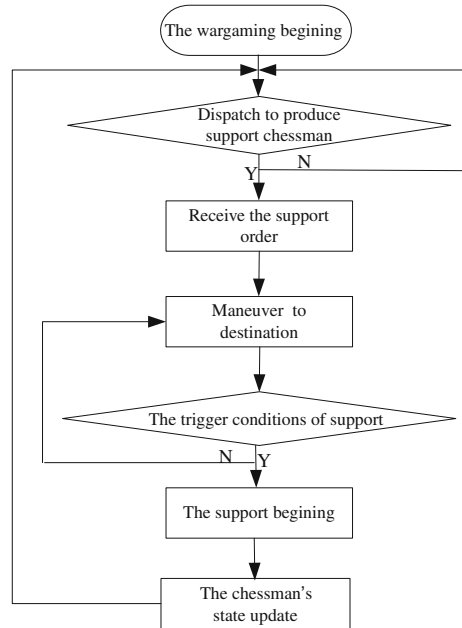 The wargaming begining
Dispatch to produce
support chessman
Y
N
Receive the support
order
Maneuver to
destination
The trigger conditions of support
N
Y
The support begining
The chessman's
state update